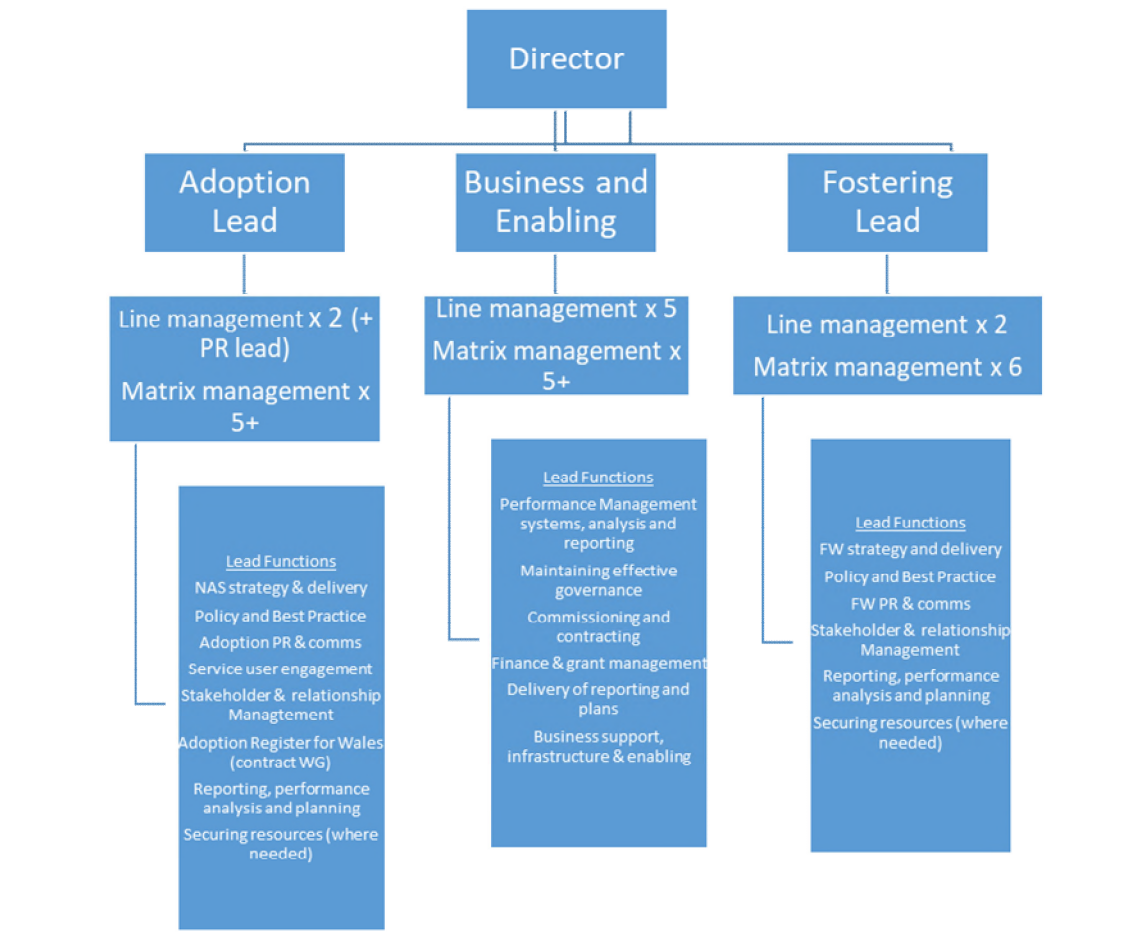 Director
Adoption
Lead
Business and
Enabling
Fostering
Lead
Line management x 2 (+
PR lead)
Matrix management x
5+
Line management x 5
Matrix management x
5+
Line management x 2
Matrix management x 6
Lead Functions
NAS strategy & delivery
Policy and Best Practice
Adoption PR & comms
Service user engagement
Stakeholder & relationship
Managtement
Adoption Register for Wales
(contract WG)
Reporting, performance
analysis and planning
Securing resources (where
needed)
Lead Functions
Performance Management
systems, analysis and
reporting
Maintaining effective
governance
Commissioning and
contracting
Finance & grant management
Delivery of reporting and
plans
Business support,
infrastructure & enabling
Lead Functions
FW strategy and delivery
Policy and Best Practice
FW PR & comms
Stakeholder & relationship
Management
Reporting, performance
analysis and planning
Securing resources (where
needed)